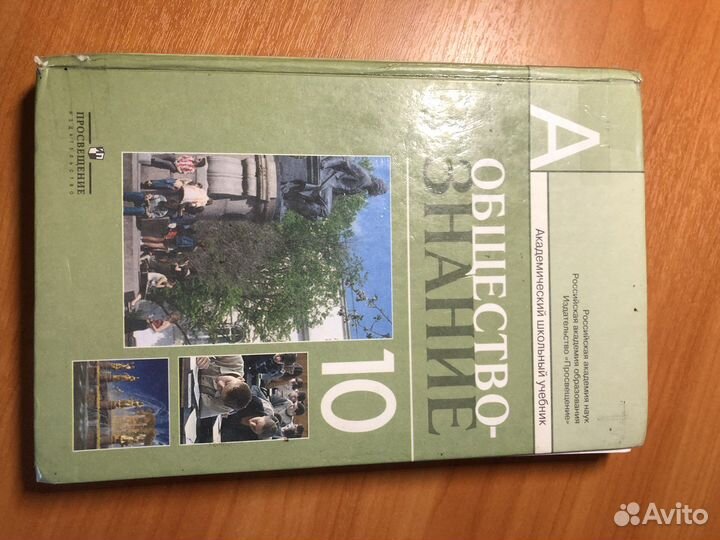 Российская академия наук
Российская академия образования
Издательство «Просвещение»
А
Академический школьный учебник
ОБЩЕСТВО-
ЗНАНИЕ
10
ПРОСВЕЩЕНИЕ
ИЗДАТЕЛЬСТВО
Avito